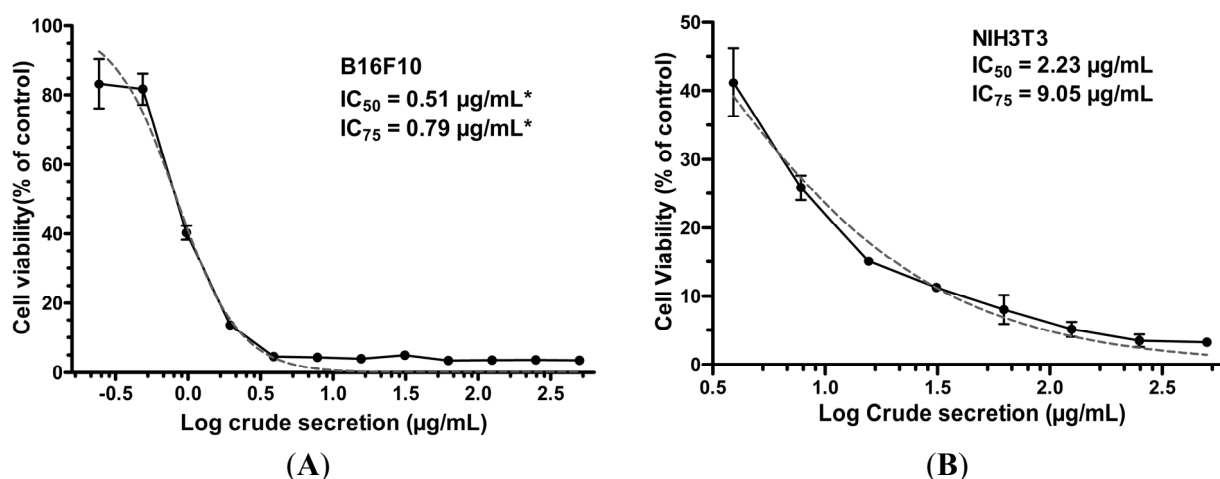 100
80
60
40
20
0
Cell viability(% of control)
B16F10
IC50 = 0.51 µg/mL*
IC75 = 0.79 µg/mL*
-0.5 0.0 0.5 1.0 1.5 2.0 2.5
Log crude secretion (µg/mL)
(A)
50
40
30
20
10
0
Cell Viability (% of control)
NIH3T3
IC50 = 2.23 µg/mL
IC75 = 9.05 µg/mL
0.5 1.0 1.5 2.0 2.5
Log Crude secretion (µg/mL)
(B)